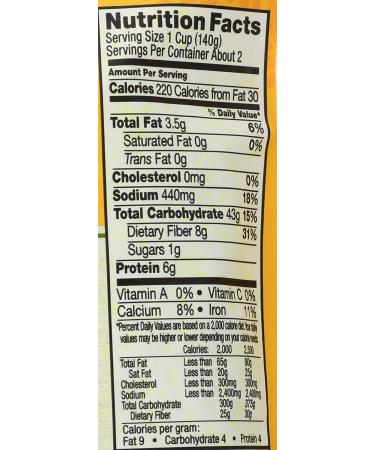 Nutrition Facts
Serving Size 1 Cup (140g)
Servings Per Container About 2
Amount Per Serving
Calories 220 Calories from Fat 30
% Daily Value*
Total Fat 3.5g 6%
Saturated Fat 0g 0%
Trans Fat 0g
Cholesterol 0mg 0%
Sodium 440mg 18%
Total Carbohydrate 43g 15%
Dietary Fiber 8g 31%
Sugars 1g
Protein 6g
Vitamin A 0% • Vitamin C 0%
Calcium 8% • Iron 11%
*Percent Daily Values are based on a 2,000 calorie diet. Your daily
values may be higher or lower depending on your calorie needs.
Calories: 2,000 2,500
Total Fat Less than 65g 80g
Sat Fat Less than 20g 25g
Cholesterol Less than 300mg 300mg
Sodium Less than 2,400mg 2,400mg
Total Carbohydrate 300g 375g
Dietary Fiber 25g 30g
Calories per gram:
Fat 9 • Carbohydrate 4 • Protein 4